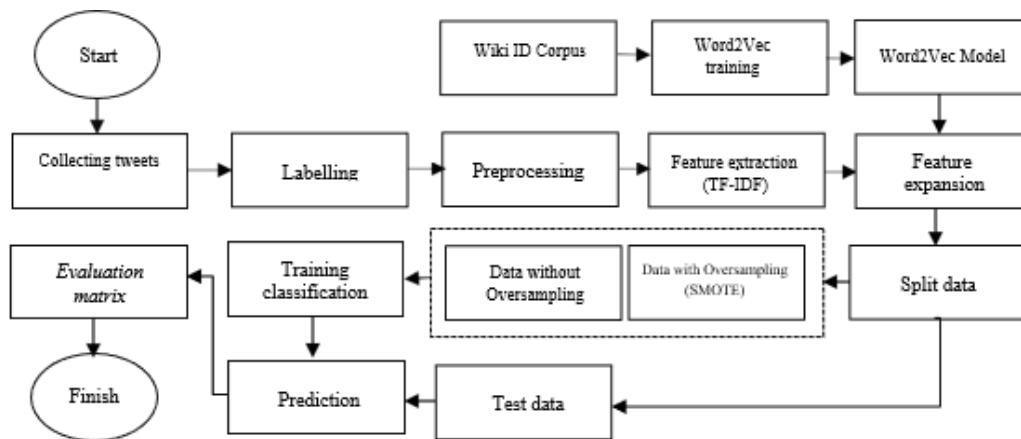 Start
Wiki ID Corpus
Word2Vec
training
Word2Vec Model
Collecting tweets
Labelling
Preprocessing
Feature extraction
(TF-IDF)
Feature
expansion
Evaluation
matrix
Training
classification
Data without
Oversampling
Data with Oversampling
(SMOTE)
Split data
Finish
Prediction
Test data